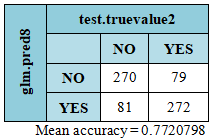 test.truevalue2
NO YES
glm.pred8
NO 270 79
YES 81 272
Mean accuracy=0.7720798